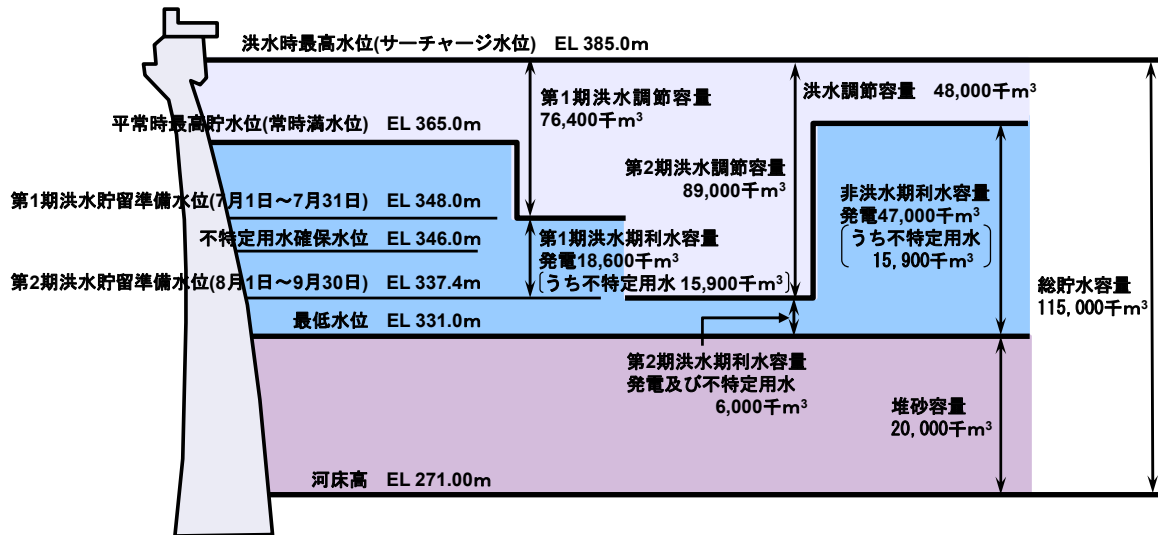 洪水時最高水位(サーチャージ水位) EL 385.0m
第1期洪水調節容量
76,400千m³
洪水調節容量 48,000千m³
平常時最高貯水位(常時満水位) EL 365.0m
第2期洪水調節容量
89,000千m³
第1期洪水貯留準備水位(7月1日～7月31日) EL 348.0m
非洪水期利水容量
発電47,000千m³
うち不特定用水
15,900千m³
不特定用水確保水位 EL 346.0m
第1期洪水期利水容量
発電18,600千m³
〔うち不特定用水 15,900千m³〕
第2期洪水貯留準備水位(8月1日～9月30日) EL 337.4m
総貯水容量
115,000千m³
最低水位 EL 331.0m
第2期洪水期利水容量
発電及び不特定用水
6,000千m³
堆砂容量
20,000千m³
河床高 EL 271.00m